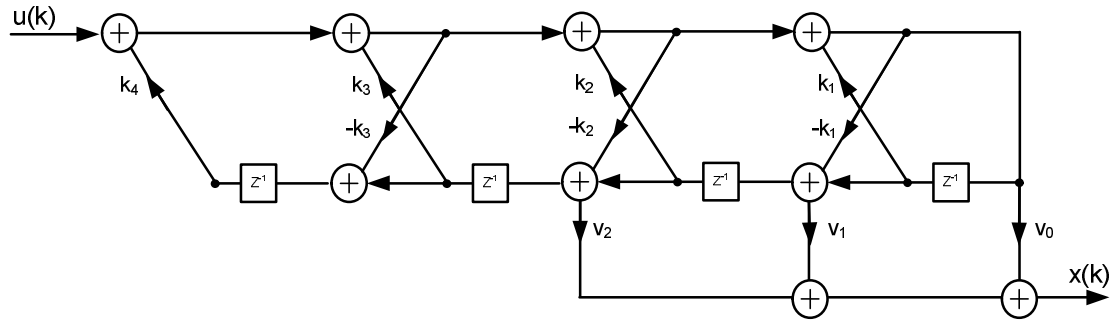 u(k)
+
+
+
+
k₄
k₃
k₂
k₁
-k₃
-k₂
-k₁
Z⁻¹
+
Z⁻¹
+
Z⁻¹
+
Z⁻¹
v₂
v₁
v₀
x(k)
+
+